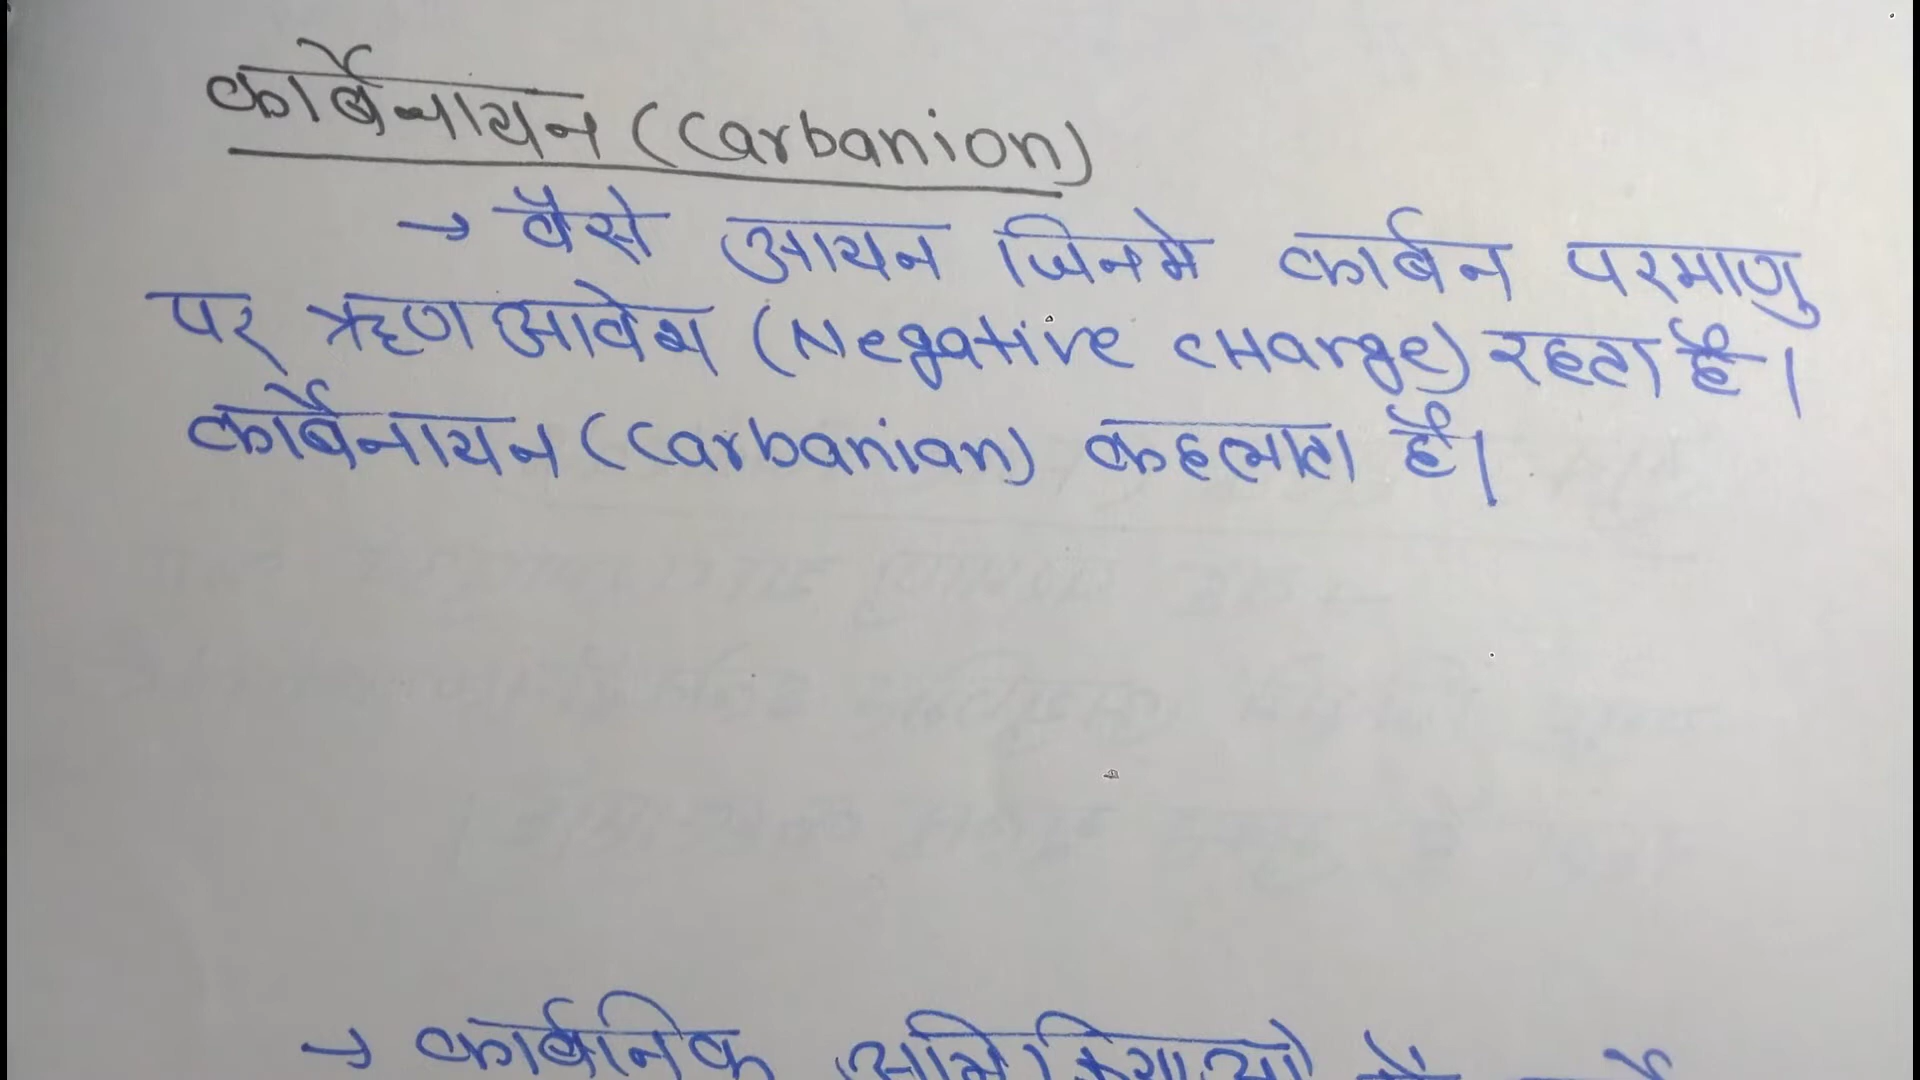 कार्बेनायन (Carbanion)
→ वैसे आयन जिनमे कार्बन परमाणु
पर ऋण आवेश (Negative charge) रहता है।
कार्बेनायन (Carbanian) कहलाता है।
→ कार्बनिक अभिक्रियाओ